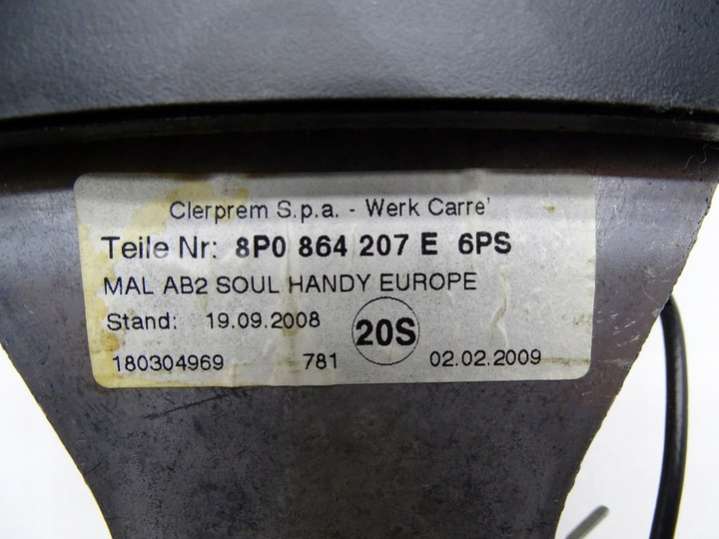 Clerprem S.p.a. - Werk Carre'
Teile Nr: 8P0 864 207 E 6PS
MAL AB2 SOUL HANDY EUROPE
Stand: 19.09.2008 20S
180304969 781 02.02.2009